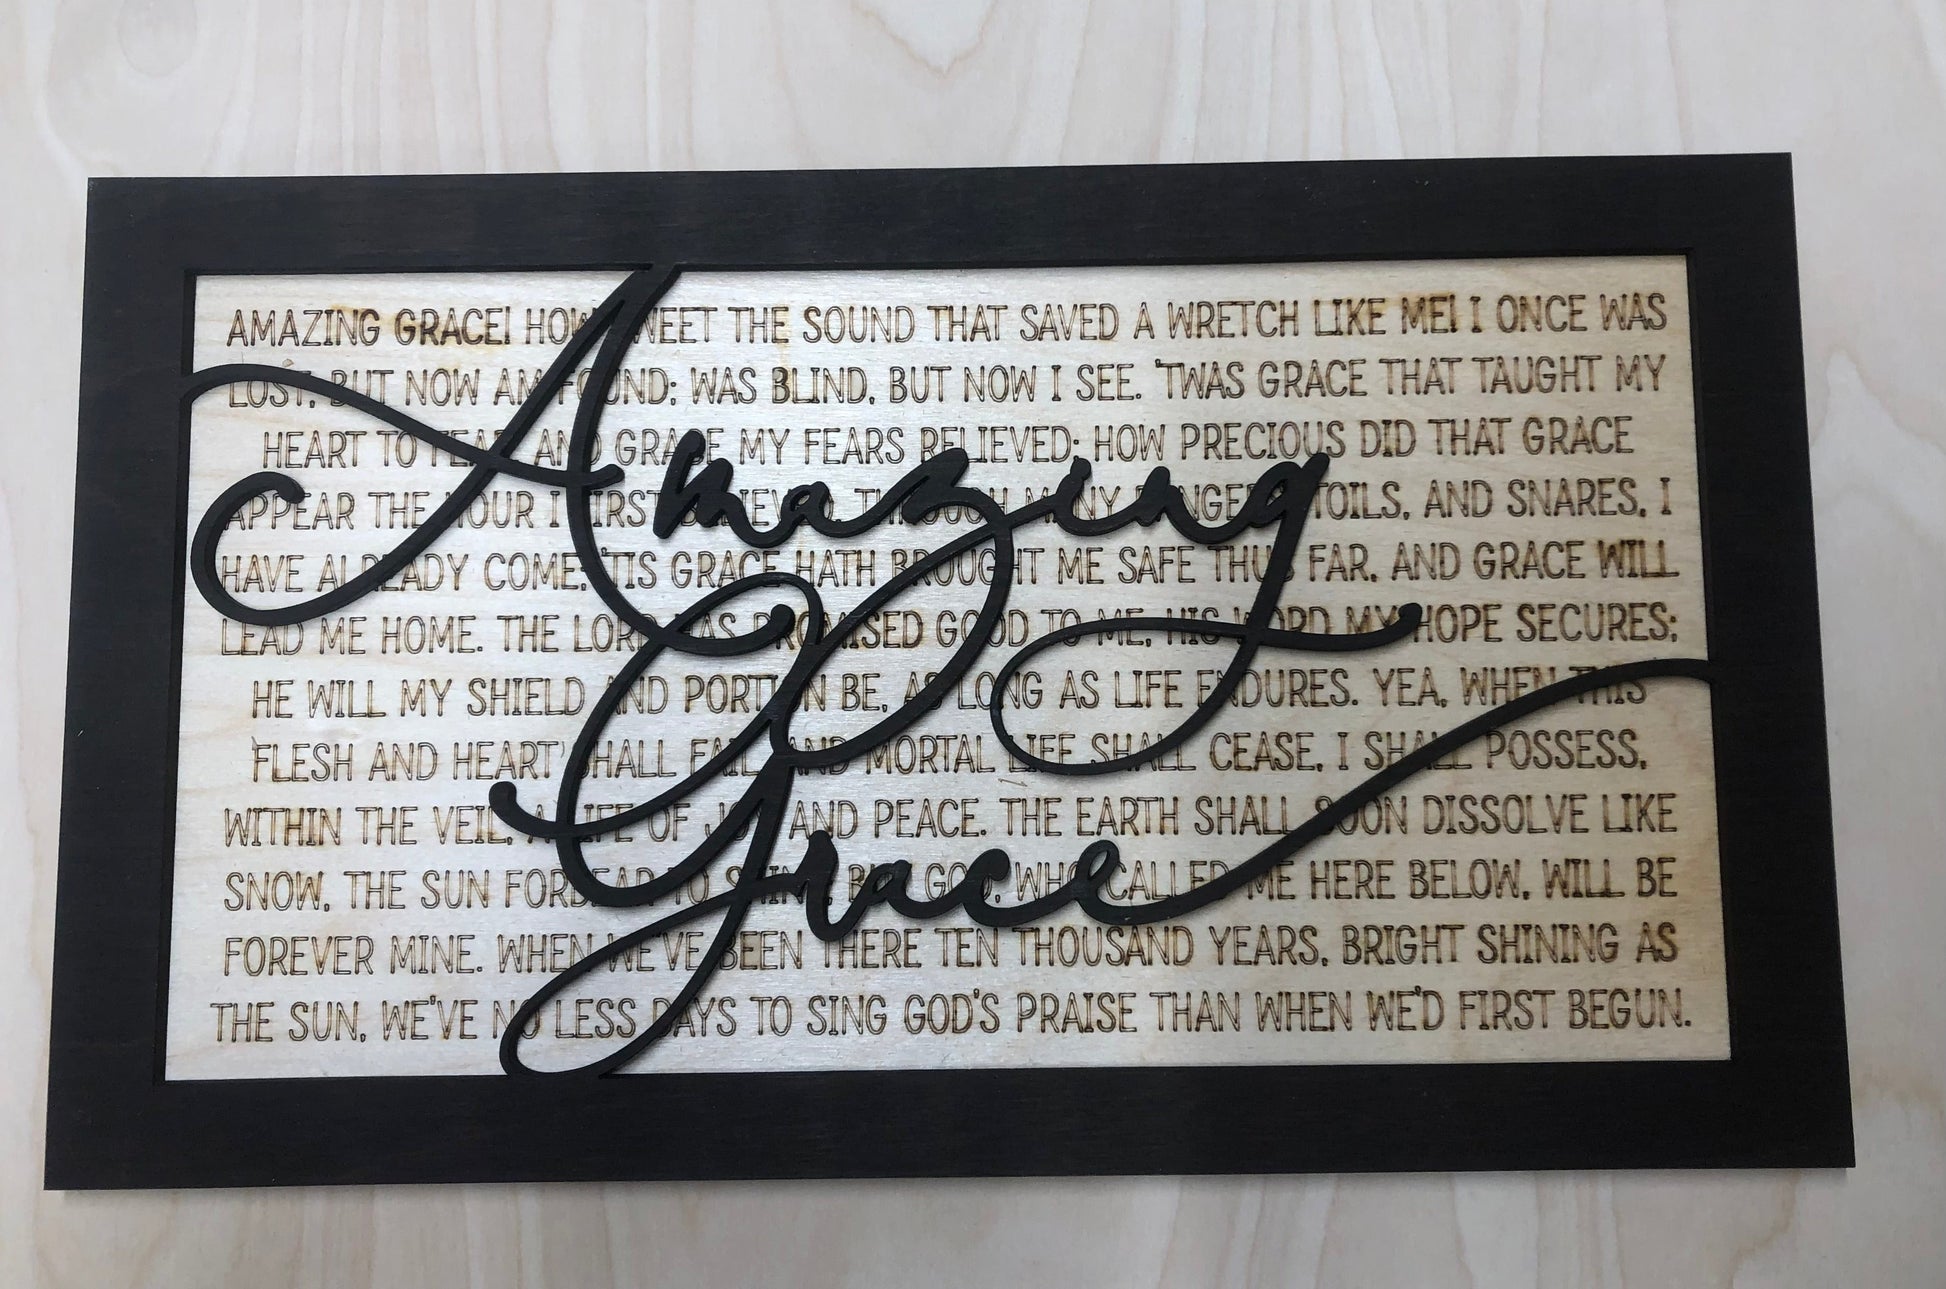 AMAZING GRACE! HOW SWEET THE SOUND THAT SAVED A WRETCH LIKE ME! I ONCE WAS
LOST, BUT NOW AM FOUND; WAS BLIND, BUT NOW I SEE. 'TWAS GRACE THAT TAUGHT MY
HEART TO FEAR, AND GRACE MY FEARS RELIEVED; HOW PRECIOUS DID THAT GRACE
APPEAR THE HOUR I FIRST BELIEVED. THROUGH MANY DANGERS, TOILS, AND SNARES, I
HAVE ALREADY COME; 'TIS GRACE HATH BROUGHT ME SAFE THUS FAR, AND GRACE WILL
LEAD ME HOME. THE LORD HAS PROMISED GOOD TO ME, HIS WORD MY HOPE SECURES;
HE WILL MY SHIELD AND PORTION BE, AS LONG AS LIFE ENDURES. YEA, WHEN THIS
FLESH AND HEART SHALL FAIL, AND MORTAL LIFE SHALL CEASE, I SHALL POSSESS,
WITHIN THE VEIL, A LIFE OF JOY AND PEACE. THE EARTH SHALL SOON DISSOLVE LIKE
SNOW, THE SUN FORBEAR TO SHINE; BUT GOD, WHO CALLED ME HERE BELOW, WILL BE
FOREVER MINE. WHEN WE'VE BEEN THERE TEN THOUSAND YEARS, BRIGHT SHINING AS
THE SUN, WE'VE NO LESS DAYS TO SING GOD'S PRAISE THAN WHEN WE'D FIRST BEGUN.
Amazing
Grace